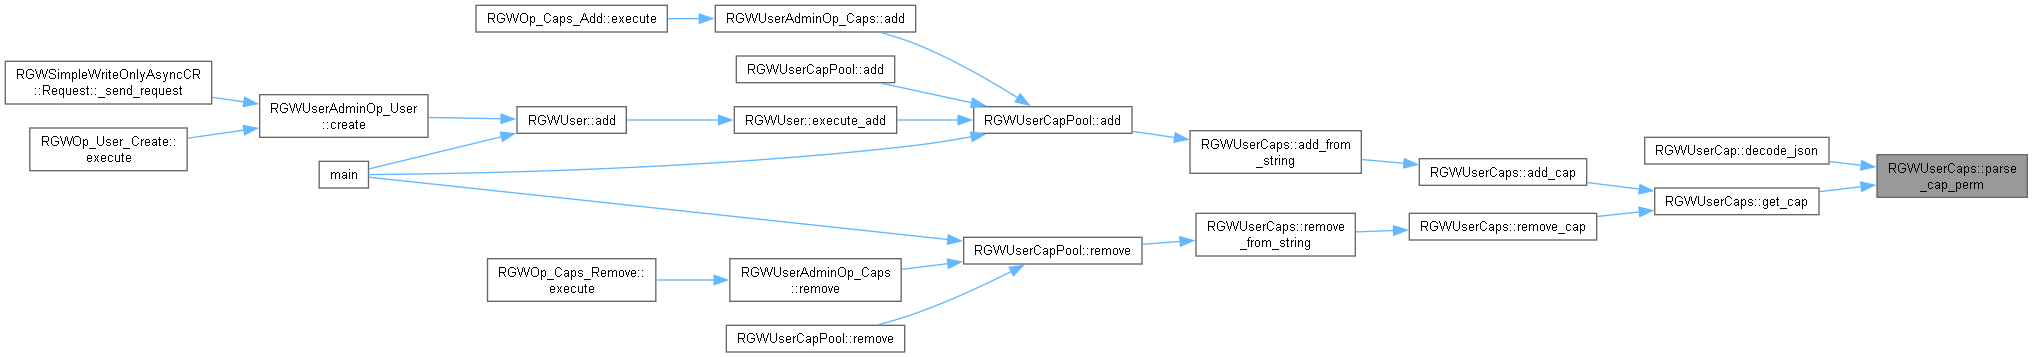 RGWOp_Caps_Add::execute
RGWUserAdminOp_Caps::add
RGWSimpleWriteOnlyAsyncCR
::Request::_send_request
RGWUserCapPool::add
RGWUserAdminOp_User
::create
RGWUser::add
RGWUser::execute_add
RGWUserCapPool::add
RGWOp_User_Create::
execute
main
RGWUserCaps::add_from
_string
RGWUserCaps::add_cap
RGWUserCap::decode_json
RGWUserCaps::parse
_cap_perm
RGWUserCaps::get_cap
RGWUserCaps::remove_cap
RGWUserCaps::remove
_from_string
RGWUserCapPool::remove
RGWOp_Caps_Remove::
execute
RGWUserAdminOp_Caps
::remove
RGWUserCapPool::remove